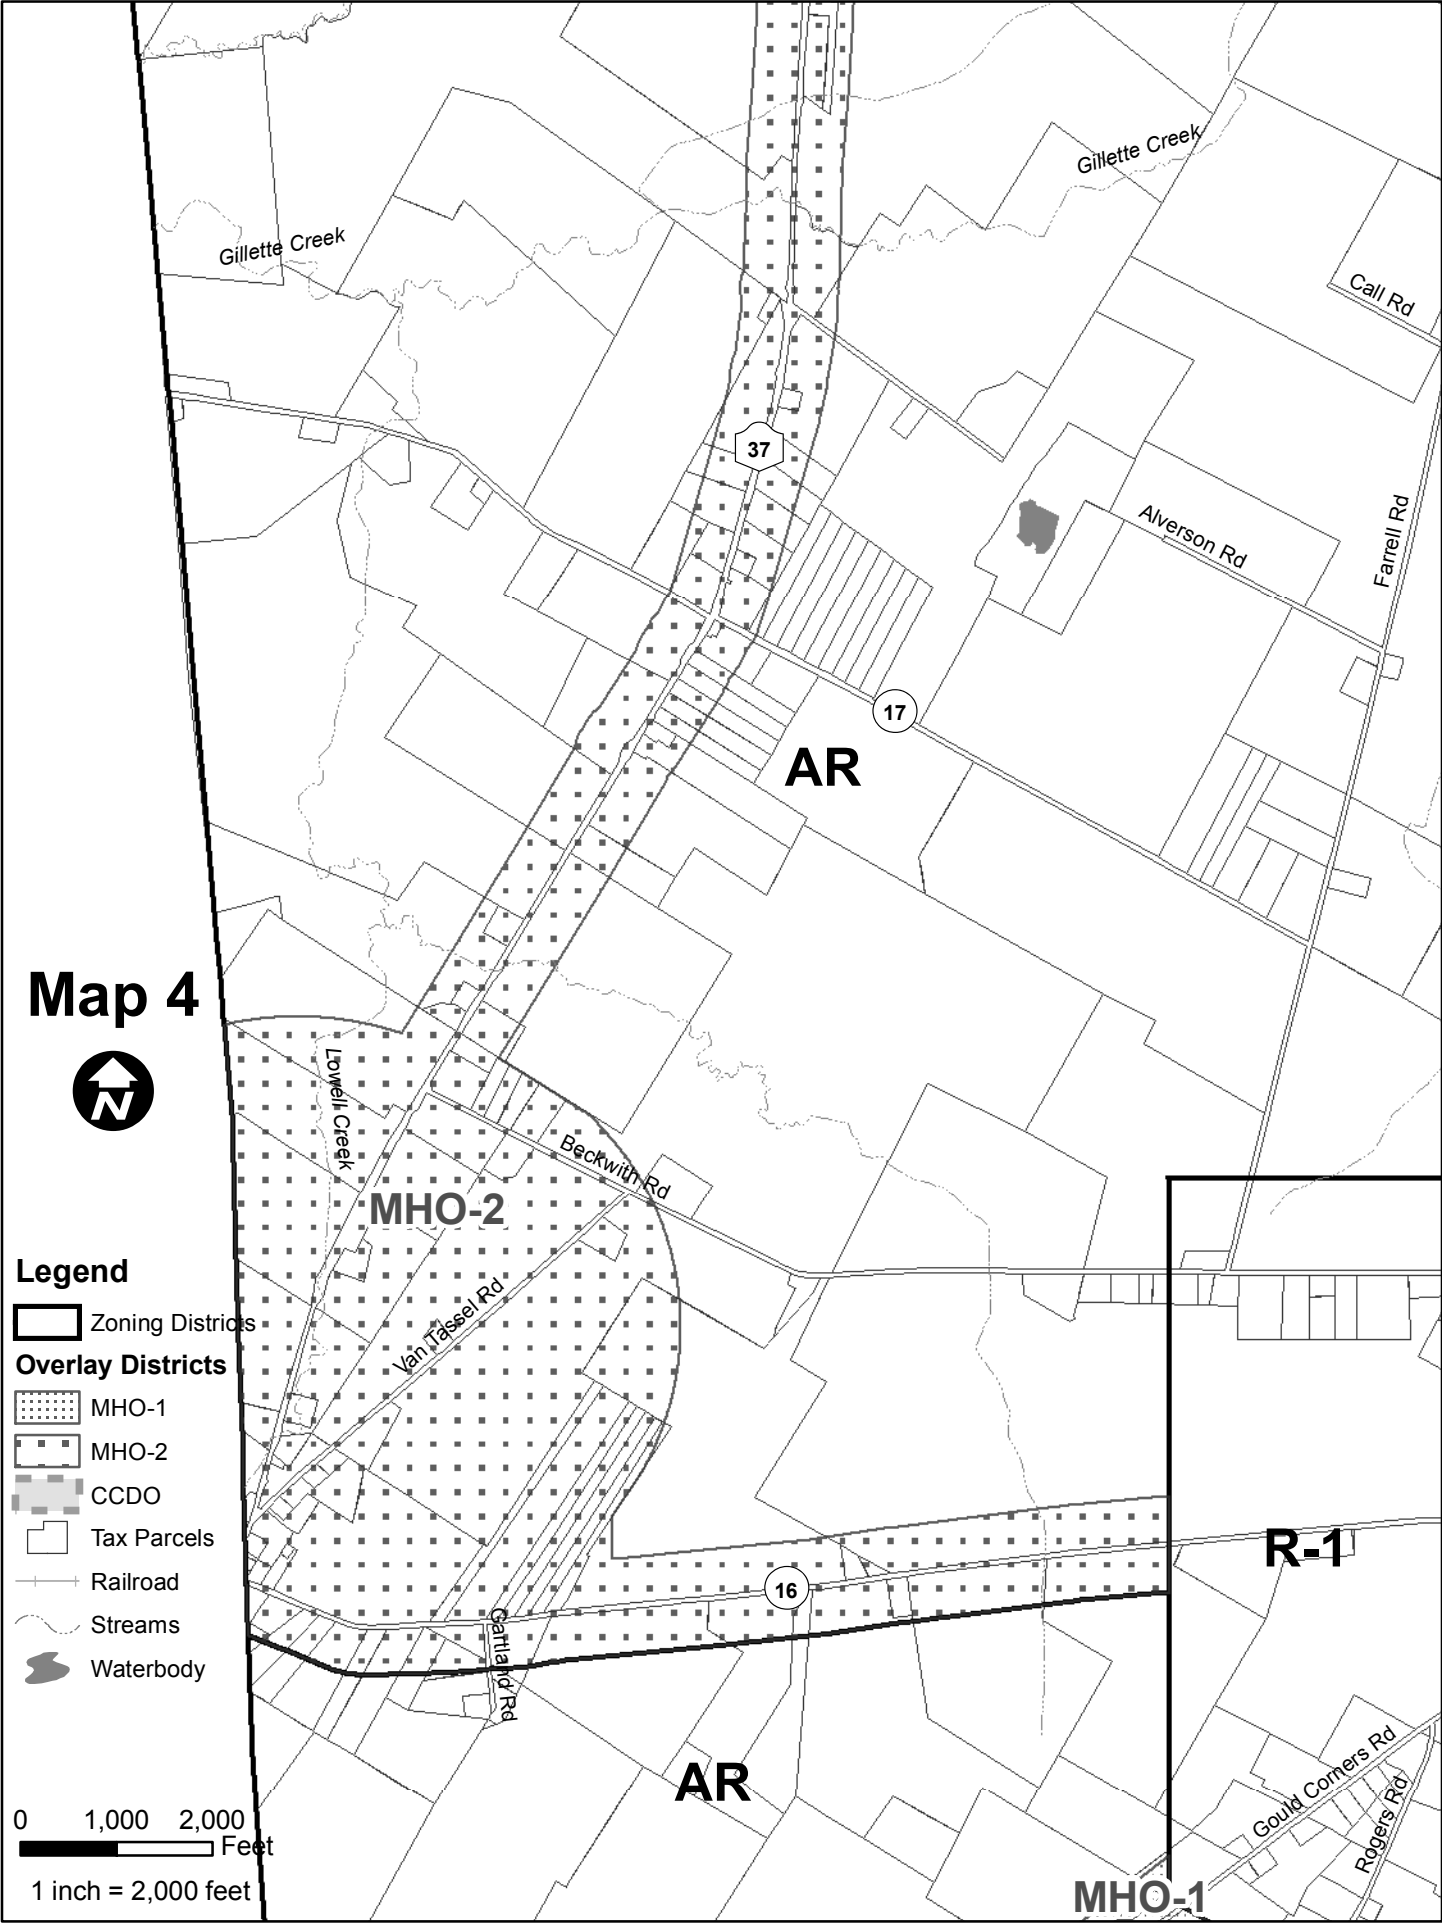 Gillette Creek
Gillette Creek
Call Rd
37
Alverson Rd
Farrell Rd
17
AR
Map 4
N
Lowell Creek
Beckwith Rd
MHO-2
Van Tassel Rd
Legend
Zoning Districts
Overlay Districts
MHO-1
MHO-2
CCDO
Tax Parcels
Railroad
Streams
Waterbody
R-1
16
Gartland Rd
AR
Gould Corners Rd
Rogers Rd
MHO-1
0 1,000 2,000
Feet
1 inch = 2,000 feet